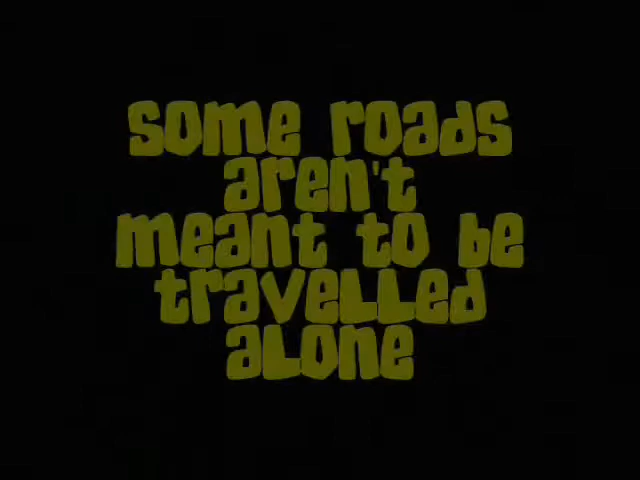 some roads
aren't
meant to be
travelled
alone